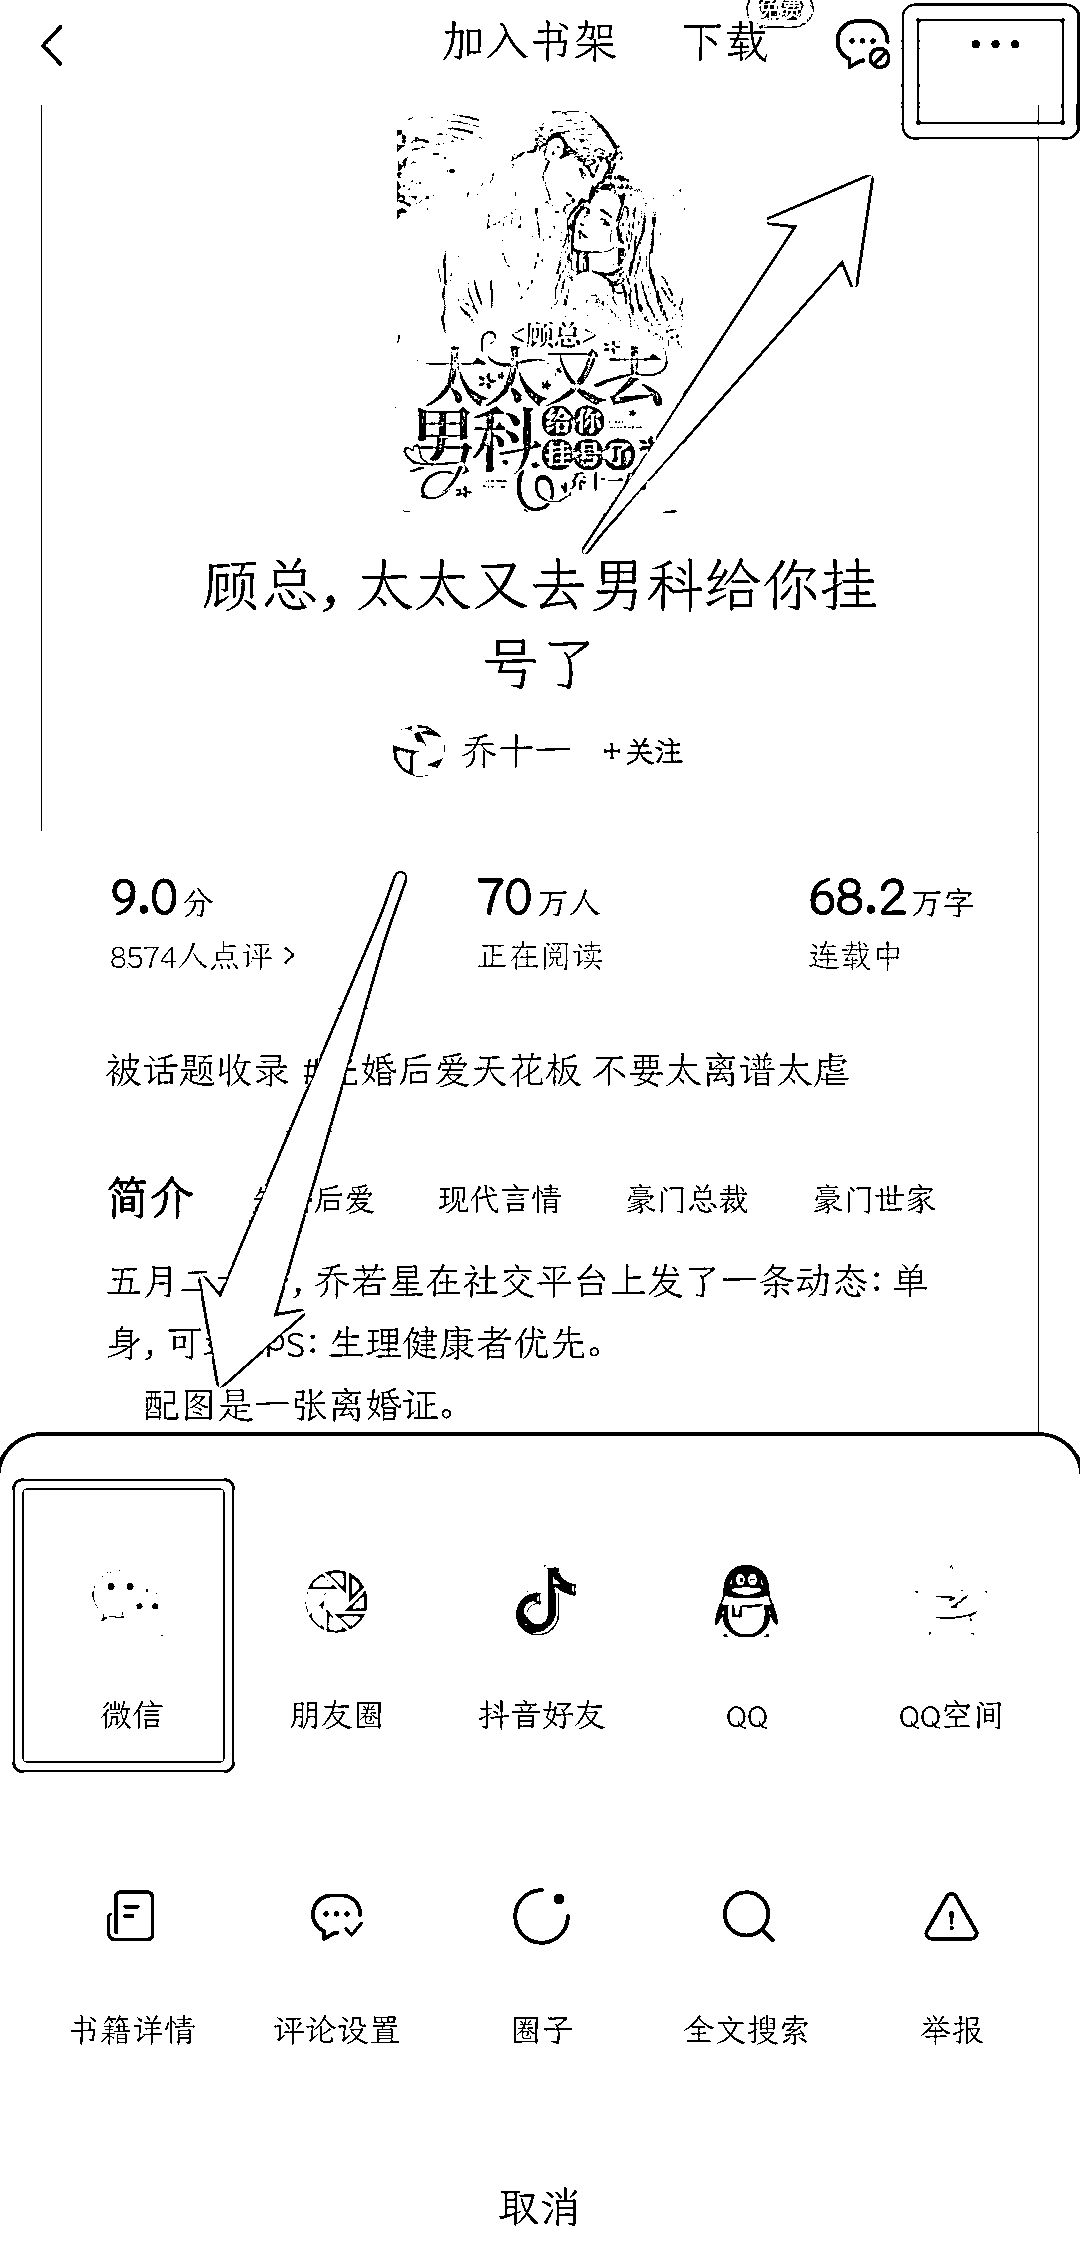 加入书架 下载 免费
<顾总>
太太又去
男科给你
挂号了
顾总，太太又去男科给你挂
号了
乔十一 +关注
9.0分 70万人 68.2万字
8574人点评 > 正在阅读 连载中
被话题收录 婚后爱天花板 不要太离谱太虐
简介 后爱 现代言情 豪门总裁 豪门世家
五月二 ，乔若星在社交平台上发了一条动态：单
身，可 PS：生理健康者优先。
配图是一张离婚证。
微信 朋友圈 抖音好友 QQ QQ空间
书籍详情 评论设置 圈子 全文搜索 举报
取消